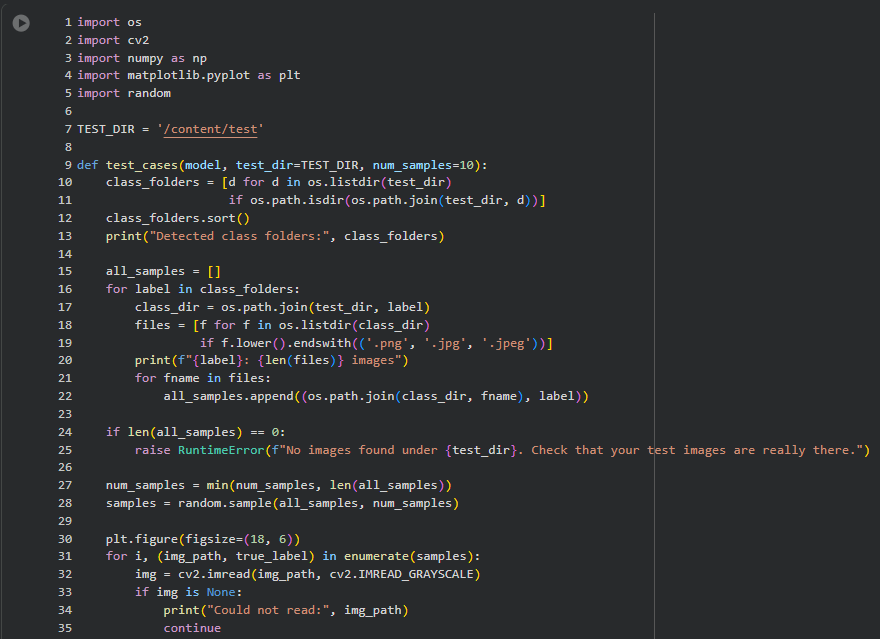 1 import os
2 import cv2
3 import numpy as np
4 import matplotlib.pyplot as plt
5 import random
6
7 TEST_DIR = '/content/test'
8
9 def test_cases(model, test_dir=TEST_DIR, num_samples=10):
10     class_folders = [d for d in os.listdir(test_dir)
11                      if os.path.isdir(os.path.join(test_dir, d))]
12     class_folders.sort()
13     print("Detected class folders:", class_folders)
14
15     all_samples = []
16     for label in class_folders:
17         class_dir = os.path.join(test_dir, label)
18         files = [f for f in os.listdir(class_dir)
19                  if f.lower().endswith(('.png', '.jpg', '.jpeg'))]
20         print(f"{label}: {len(files)} images")
21         for fname in files:
22             all_samples.append((os.path.join(class_dir, fname), label))
23
24     if len(all_samples) == 0:
25         raise RuntimeError(f"No images found under {test_dir}. Check that your test images are really there.")
26
27     num_samples = min(num_samples, len(all_samples))
28     samples = random.sample(all_samples, num_samples)
29
30     plt.figure(figsize=(18, 6))
31     for i, (img_path, true_label) in enumerate(samples):
32         img = cv2.imread(img_path, cv2.IMREAD_GRAYSCALE)
33         if img is None:
34             print("Could not read:", img_path)
35             continue